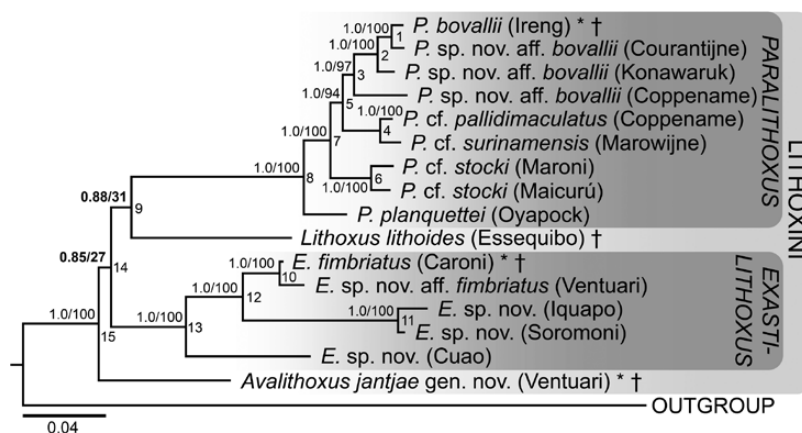 1.0/100 P. bovallii (Ireng) * †
1
1.0/100 P. sp. nov. aff. bovallii (Courantijne)
2
1.0/97 P. sp. nov. aff. bovallii (Konawaruk)
3
1.0/94 P. sp. nov. aff. bovallii (Coppename)
5
1.0/100 P. cf. pallidimaculatus (Coppename)
4
1.0/100 P. cf. surinamensis (Marowijne)
7
1.0/100 P. cf. stocki (Maroni)
8
1.0/100 6
P. cf. stocki (Maicurú)
0.88/31
9
P. planquettei (Oyapock)
Lithoxus lithoides (Essequibo) †
0.85/27
14
1.0/100 E. fimbriatus (Caroni) * †
10
1.0/100 E. sp. nov. aff. fimbriatus (Ventuari)
12
1.0/100 E. sp. nov. (Iquapo)
11
1.0/100 E. sp. nov. (Soromoni)
13
1.0/100
15
E. sp. nov. (Cuao)
Avalithoxus jantjae gen. nov. (Ventuari) * †
OUTGROUP
0.04
PARALITHOXUS
EXASTI-
LITHOXUS
LITHOXINI